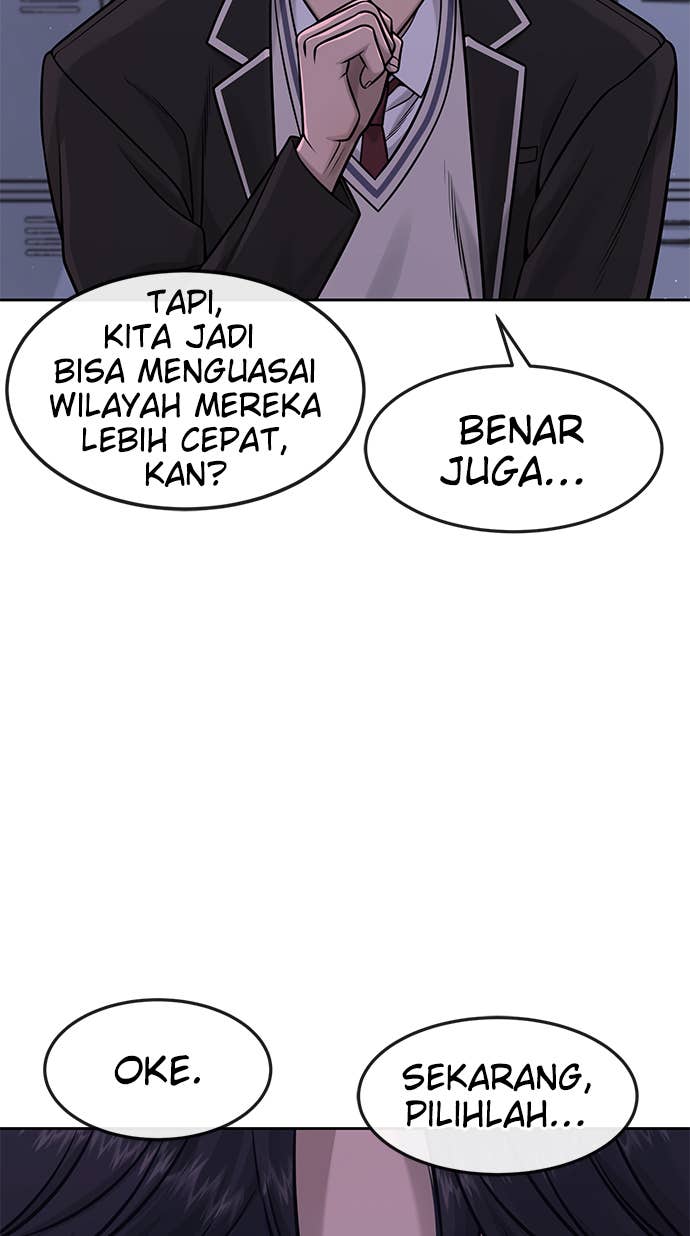 TAPI,
KITA JADI
BISA MENGUASAI
WILAYAH MEREKA
LEBIH CEPAT,
KAN?
BENAR
JUGA...
OKE.
SEKARANG,
PILIHLAH...